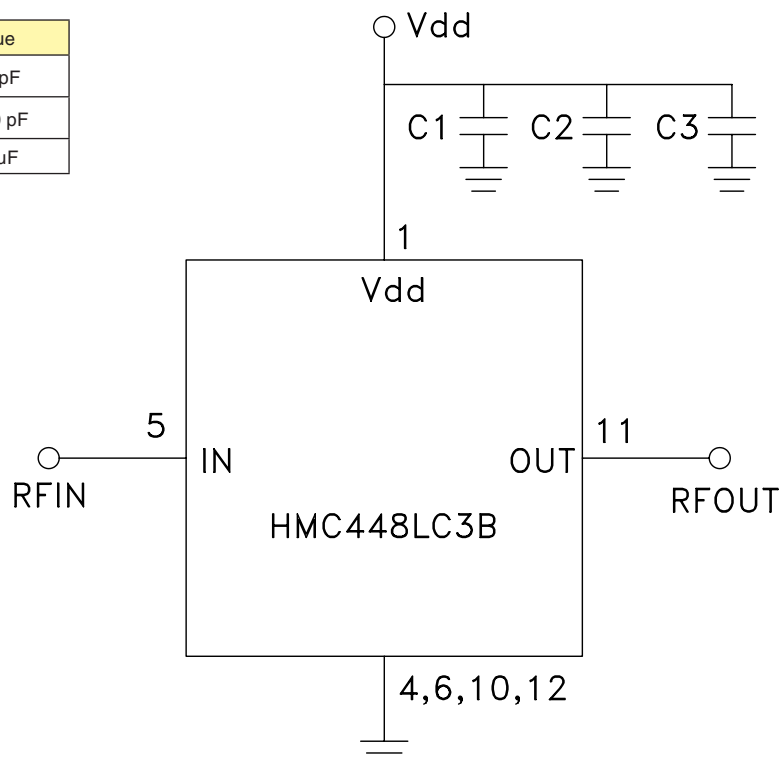 Vdd
pF
pF
uF
C1
C2
C3
1
Vdd
5
11
IN
OUT
RFIN
RFOUT
HMC448LC3B
4,6,10,12